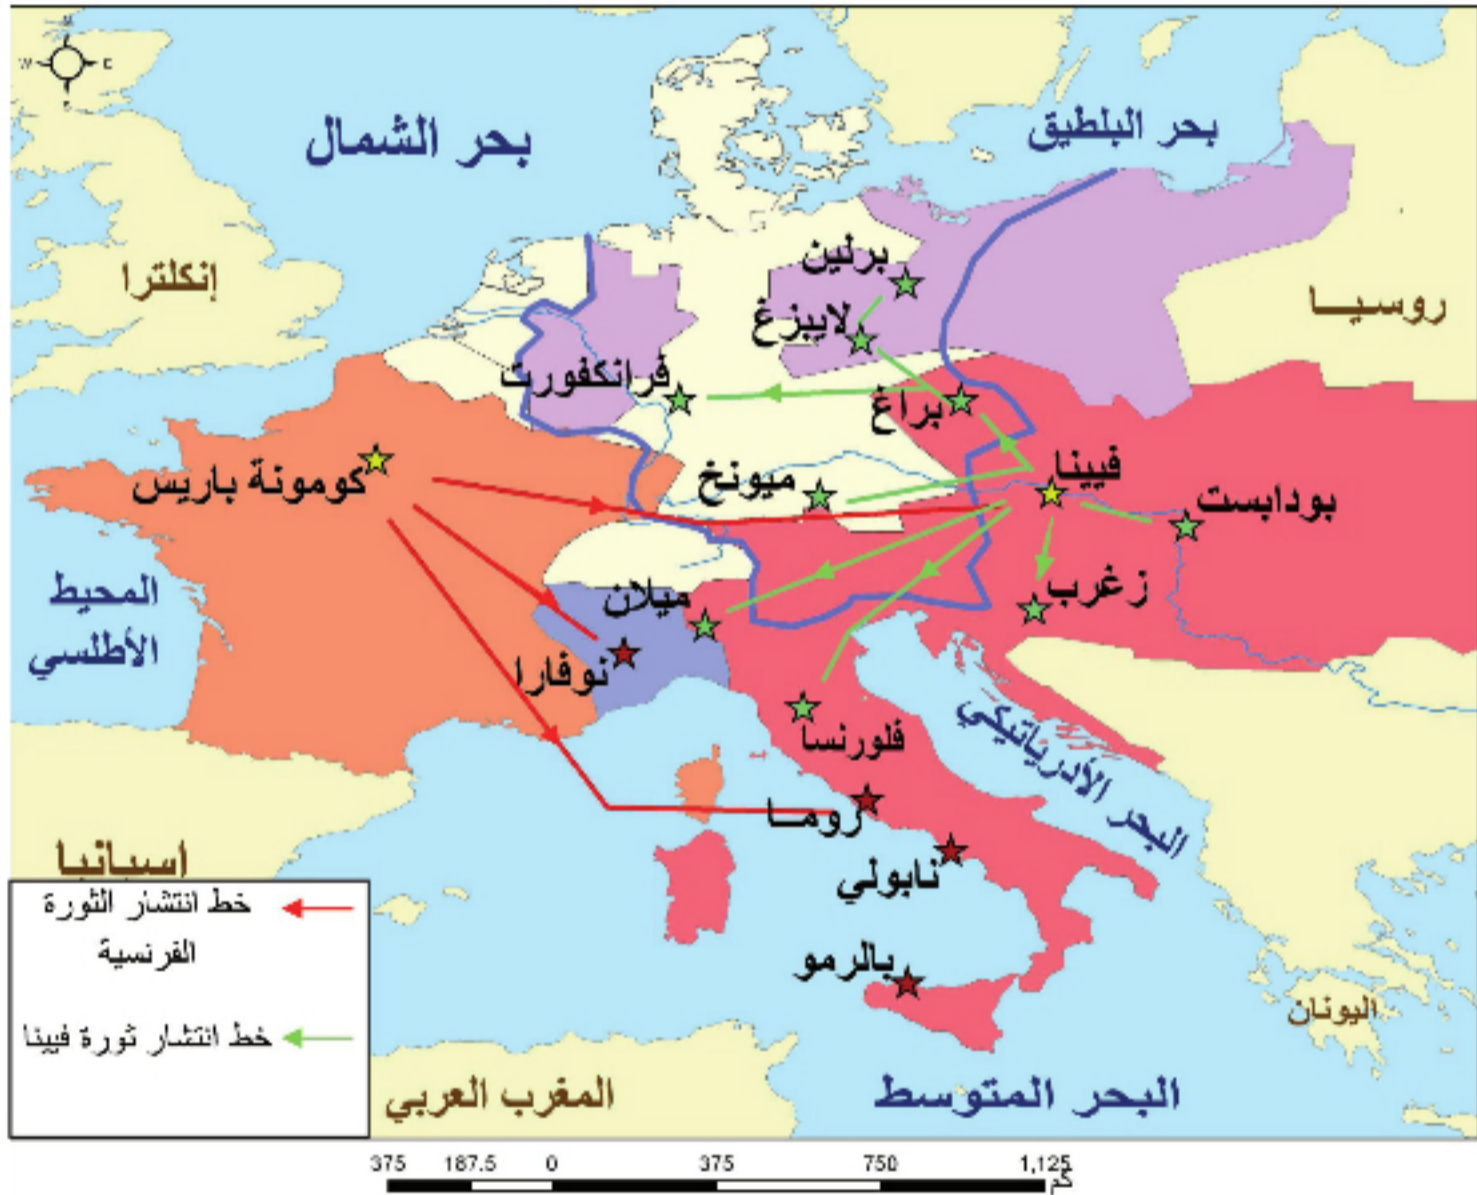 W
E
S
بحر الشمال
بحر البلطيق
إنكلترا
روسيا
برلين
لايبزغ
فرانكفورت
براغ
كومونة باريس
ميونخ
فيينا
بودابست
المحيط
الأطلسي
ميلان
زغرب
نوفارا
فلورنسا
البحر الأدرياتيكي
روما
نابولي
اسبانيا
بالرمو
اليونان
المغرب العربي
البحر المتوسط
خط انتشار الثورة
الفرنسية
خط انتشار ثورة فيينا
375 187.5 0 375 750 1,125
كم